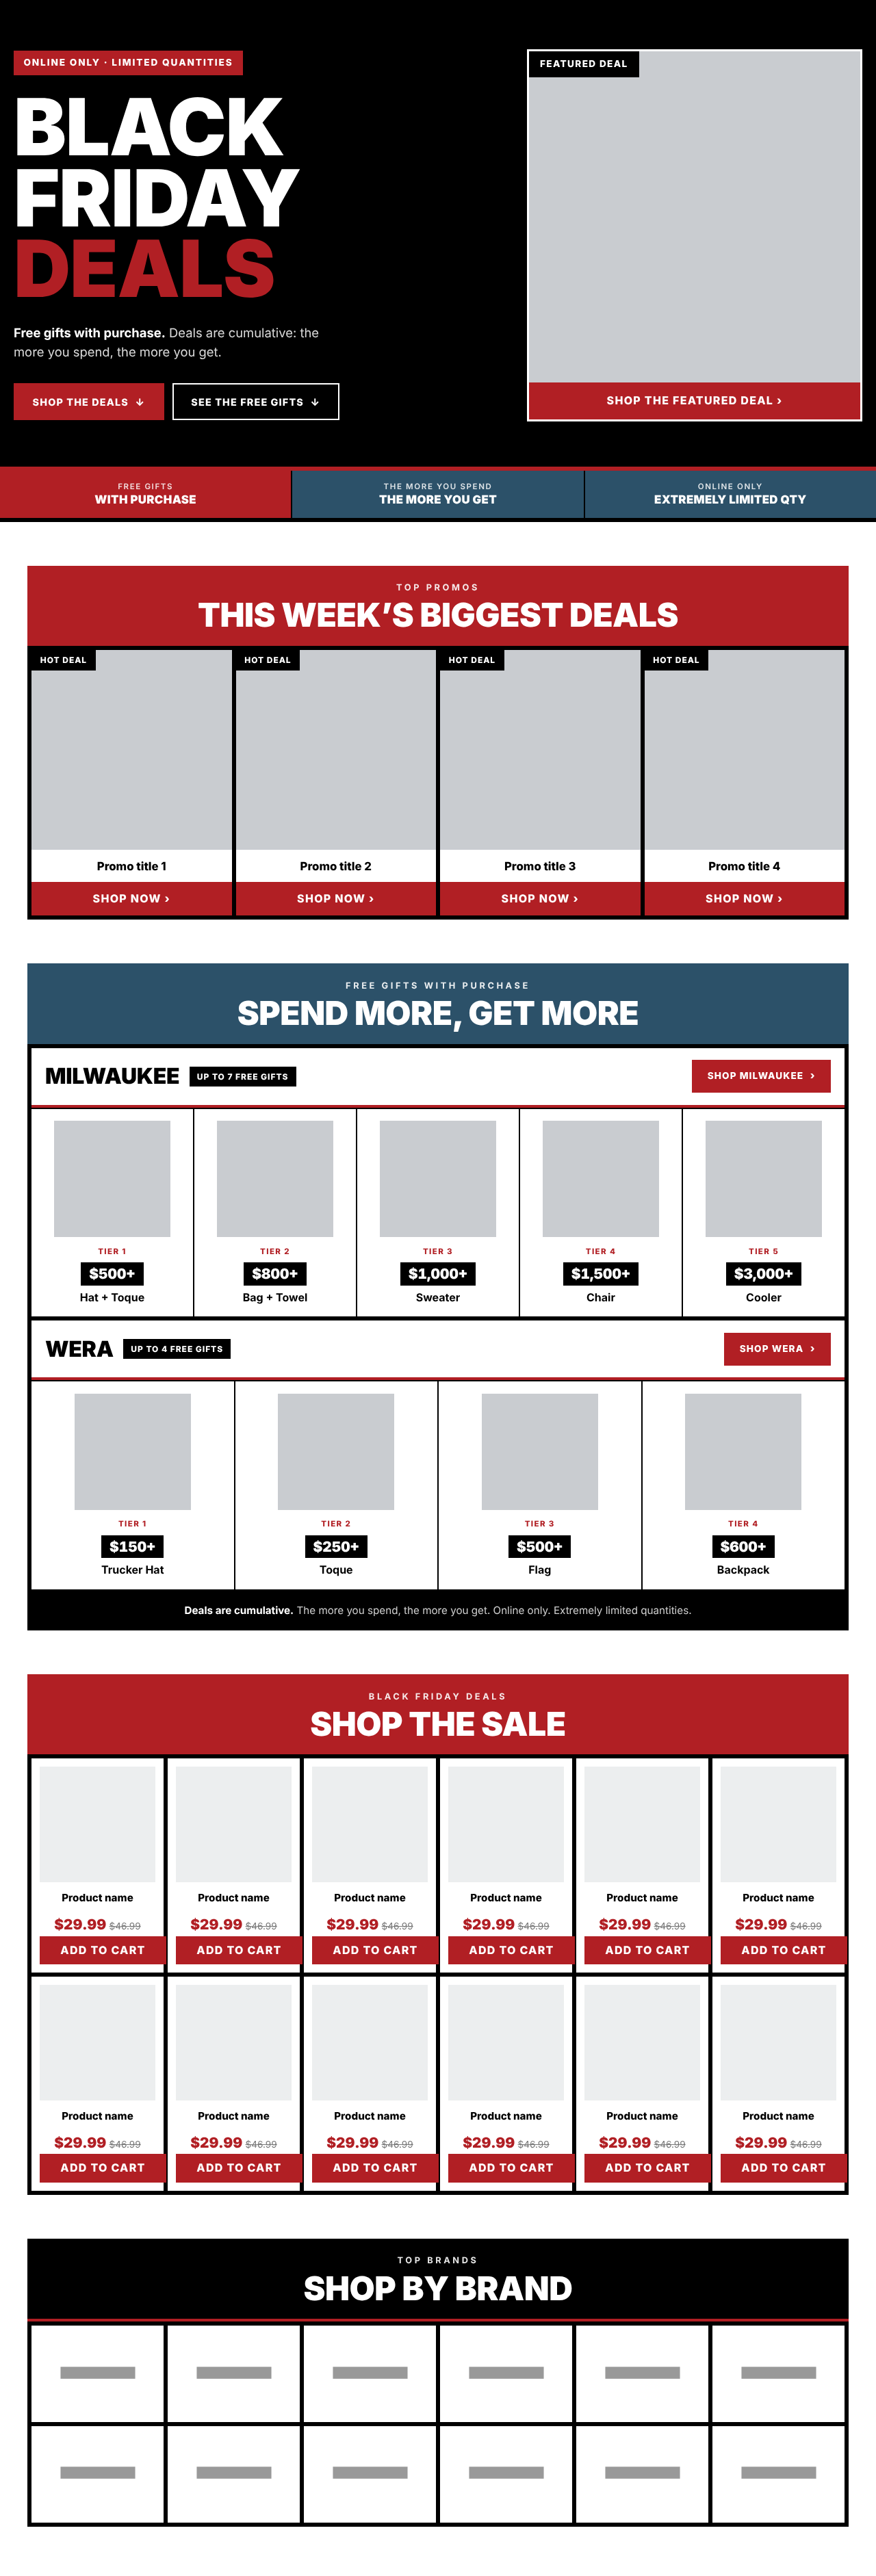 ONLINE ONLY · LIMITED QUANTITIES
BLACK
FRIDAY
DEALS
Free gifts with purchase. Deals are cumulative: the
more you spend, the more you get.
SHOP THE DEALS ↓
SEE THE FREE GIFTS ↓
FEATURED DEAL
SHOP THE FEATURED DEAL ›
FREE GIFTS
WITH PURCHASE
THE MORE YOU SPEND
THE MORE YOU GET
ONLINE ONLY
EXTREMELY LIMITED QTY
TOP PROMOS
THIS WEEK’S BIGGEST DEALS
HOT DEAL
HOT DEAL
HOT DEAL
HOT DEAL
Promo title 1
Promo title 2
Promo title 3
Promo title 4
SHOP NOW ›
SHOP NOW ›
SHOP NOW ›
SHOP NOW ›
FREE GIFTS WITH PURCHASE
SPEND MORE, GET MORE
MILWAUKEE
UP TO 7 FREE GIFTS
SHOP MILWAUKEE ›
TIER 1
$500+
Hat + Toque
TIER 2
$800+
Bag + Towel
TIER 3
$1,000+
Sweater
TIER 4
$1,500+
Chair
TIER 5
$3,000+
Cooler
WERA
UP TO 4 FREE GIFTS
SHOP WERA ›
TIER 1
$150+
Trucker Hat
TIER 2
$250+
Toque
TIER 3
$500+
Flag
TIER 4
$600+
Backpack
Deals are cumulative. The more you spend, the more you get. Online only. Extremely limited quantities.
BLACK FRIDAY DEALS
SHOP THE SALE
Product name
$29.99 $46.99
ADD TO CART
Product name
$29.99 $46.99
ADD TO CART
Product name
$29.99 $46.99
ADD TO CART
Product name
$29.99 $46.99
ADD TO CART
Product name
$29.99 $46.99
ADD TO CART
Product name
$29.99 $46.99
ADD TO CART
Product name
$29.99 $46.99
ADD TO CART
Product name
$29.99 $46.99
ADD TO CART
Product name
$29.99 $46.99
ADD TO CART
Product name
$29.99 $46.99
ADD TO CART
Product name
$29.99 $46.99
ADD TO CART
Product name
$29.99 $46.99
ADD TO CART
TOP BRANDS
SHOP BY BRAND